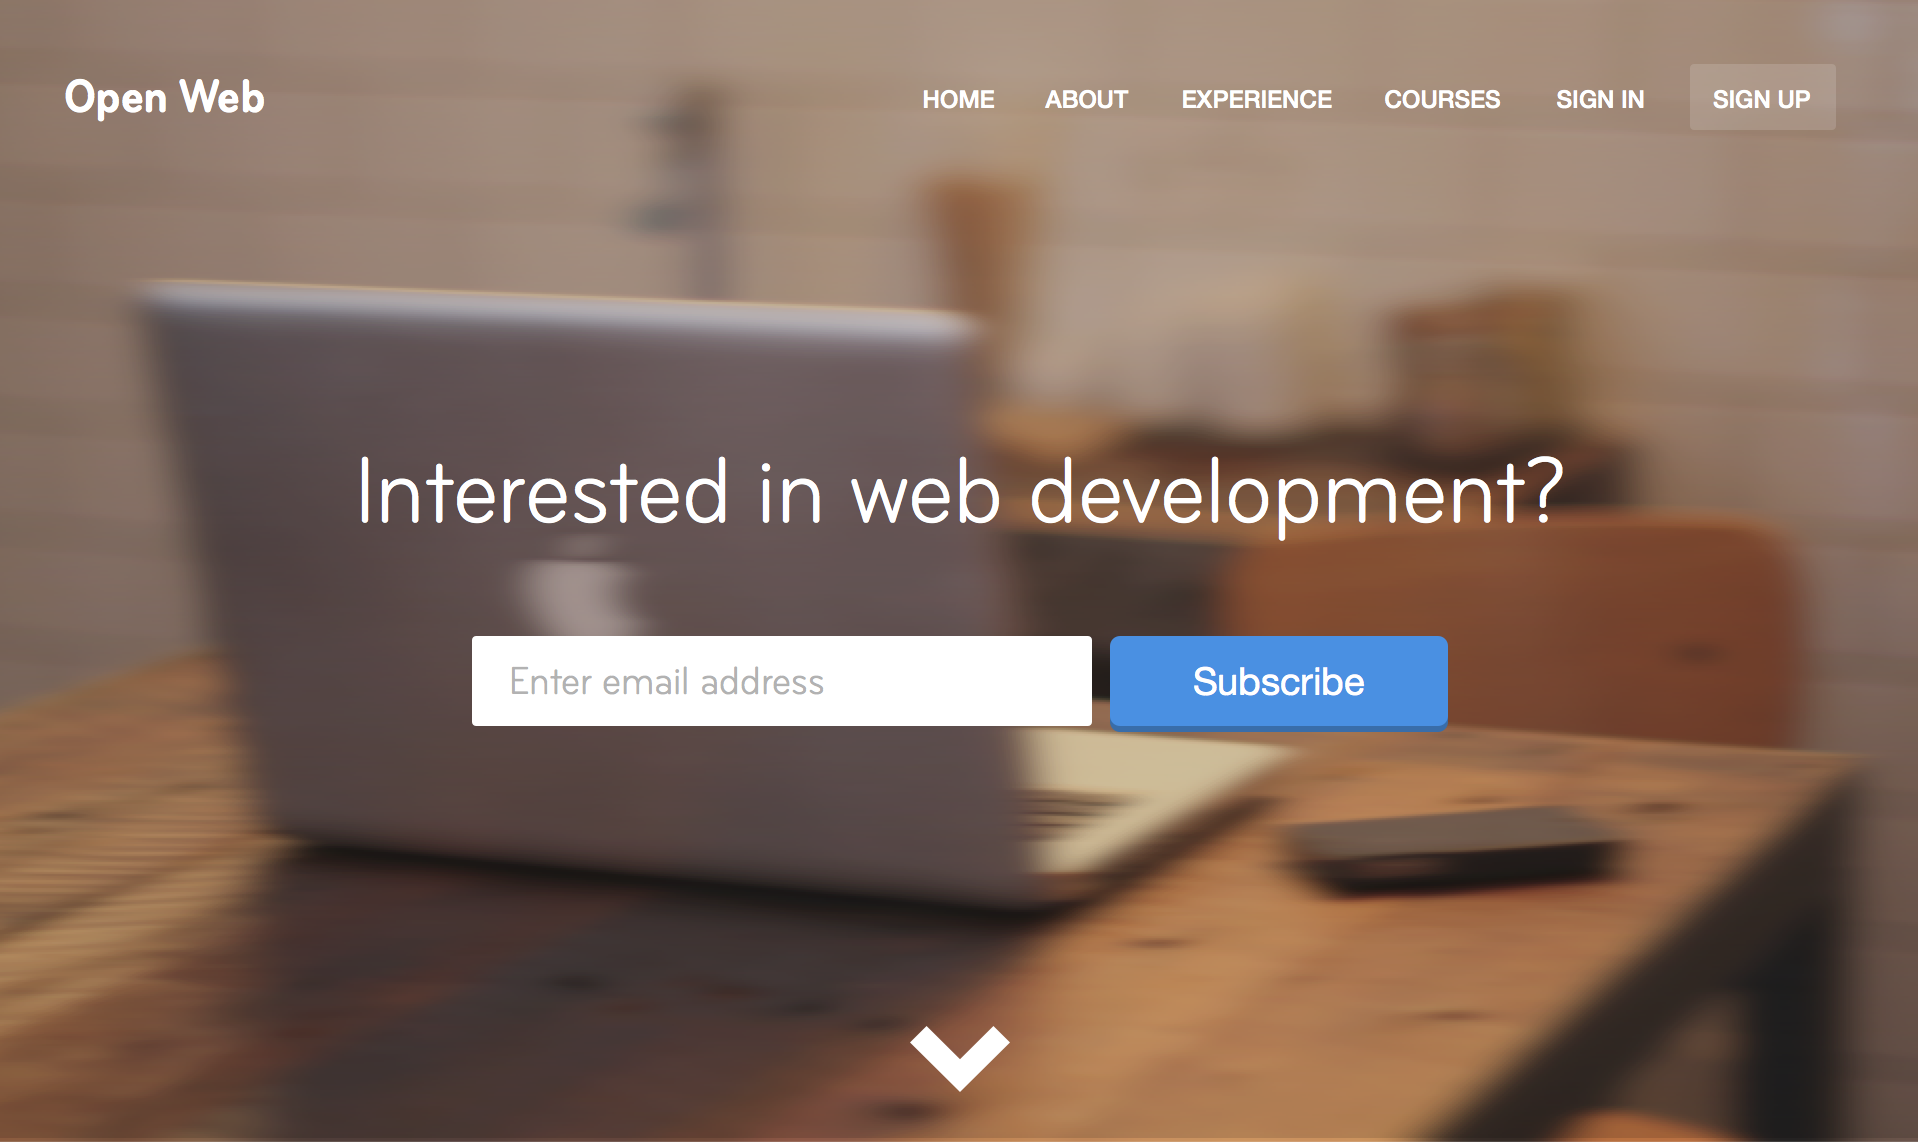 Open Web
HOME ABOUT EXPERIENCE COURSES SIGN IN SIGN UP
Interested in web development?
Enter email address
Subscribe